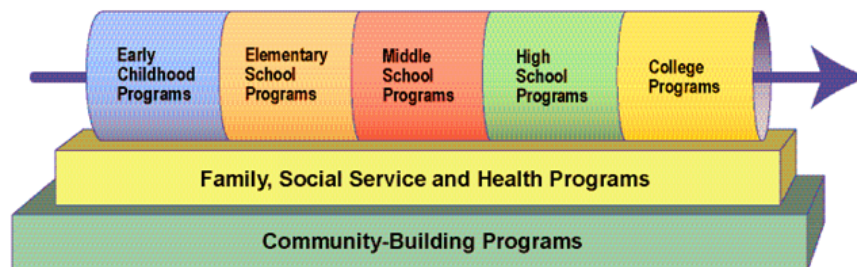 Early
Childhood
Programs
Elementary
School
Programs
Middle
School
Programs
High
School
Programs
College
Programs
Family, Social Service and Health Programs
Community-Building Programs